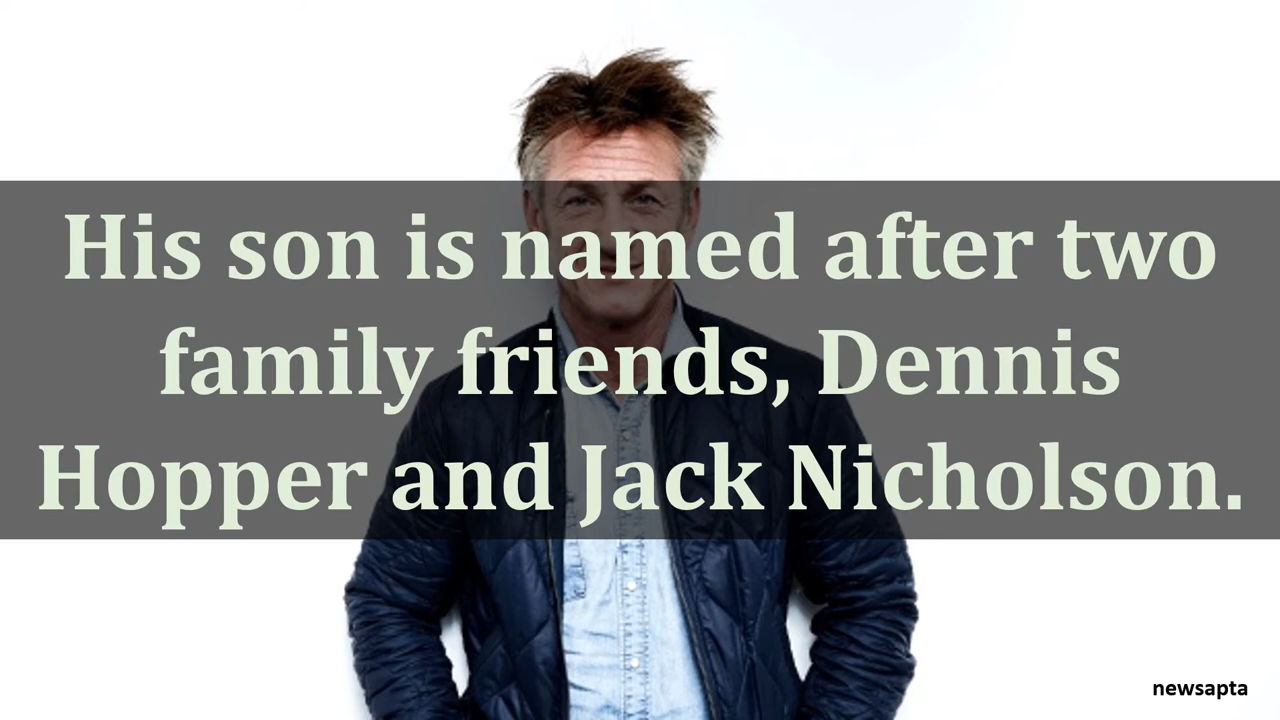 His son is named after two
family friends, Dennis
Hopper and Jack Nicholson.
newsapta